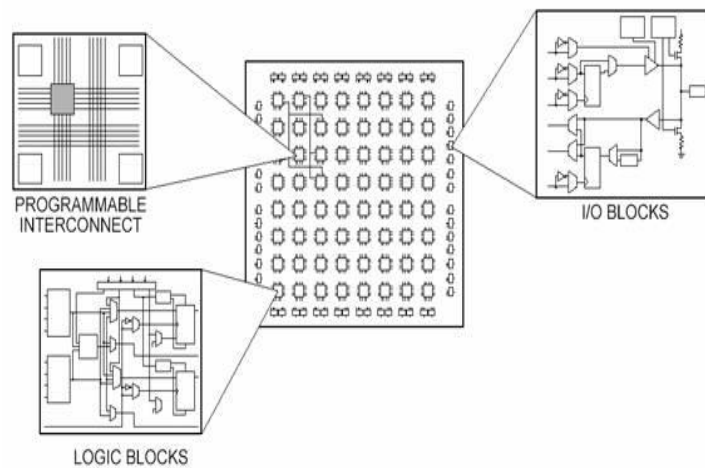 PROGRAMMABLE
INTERCONNECT
I/O BLOCKS
LOGIC BLOCKS